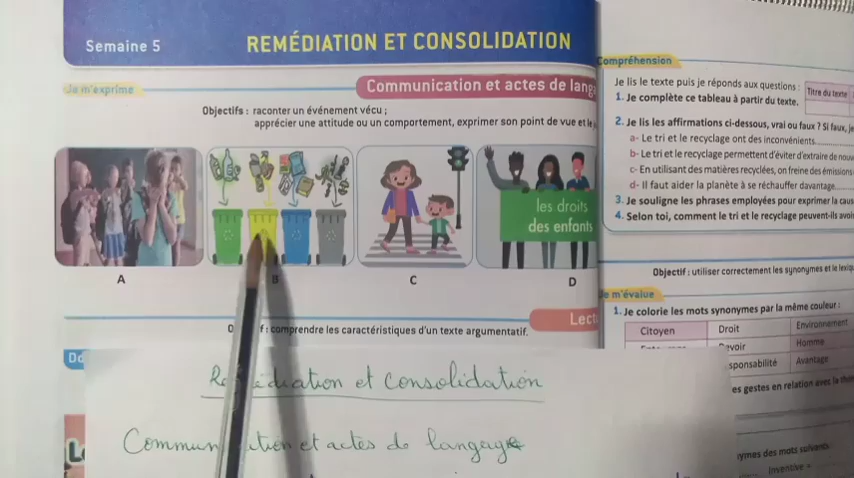 Semaine 5
REMÉDIATION ET CONSOLIDATION
Je m'exprime
Communication et actes de lang
Objectifs : raconter un événement vécu ;
apprécier une attitude ou un comportement, exprimer son point de vue et le
les droits
des enfants
A
B
C
D
Lect
f : comprendre les caractéristiques d'un texte argumentatif.
Remédiation et consolidation
Communication et actes de langage
Compréhension
Je lis le texte puis je réponds aux questions :
1. Je complète ce tableau à partir du texte.
Titre du texte
2. Je lis les affirmations ci-dessous, vrai ou faux ? Si faux, je
a- Le tri et le recyclage ont des inconvénients.
b- Le tri et le recyclage permettent d'éviter d'extraire de nouv
c- En utilisant des matières recyclées, on freine des émissions
d- Il faut aider la planète à se réchauffer davantage.
3. Je souligne les phrases employées pour exprimer la caus
4. Selon toi, comment le tri et le recyclage peuvent-ils avoir
Objectif : utiliser correctement les synonymes et le lexiq
Je m'évalue
1. Je colorie les mots synonymes par la même couleur :
Citoyen Droit Environnement
evoir Homme
sponsabilité Avantage
es gestes en relation avec la
ymes des mots suivants
Inventive =